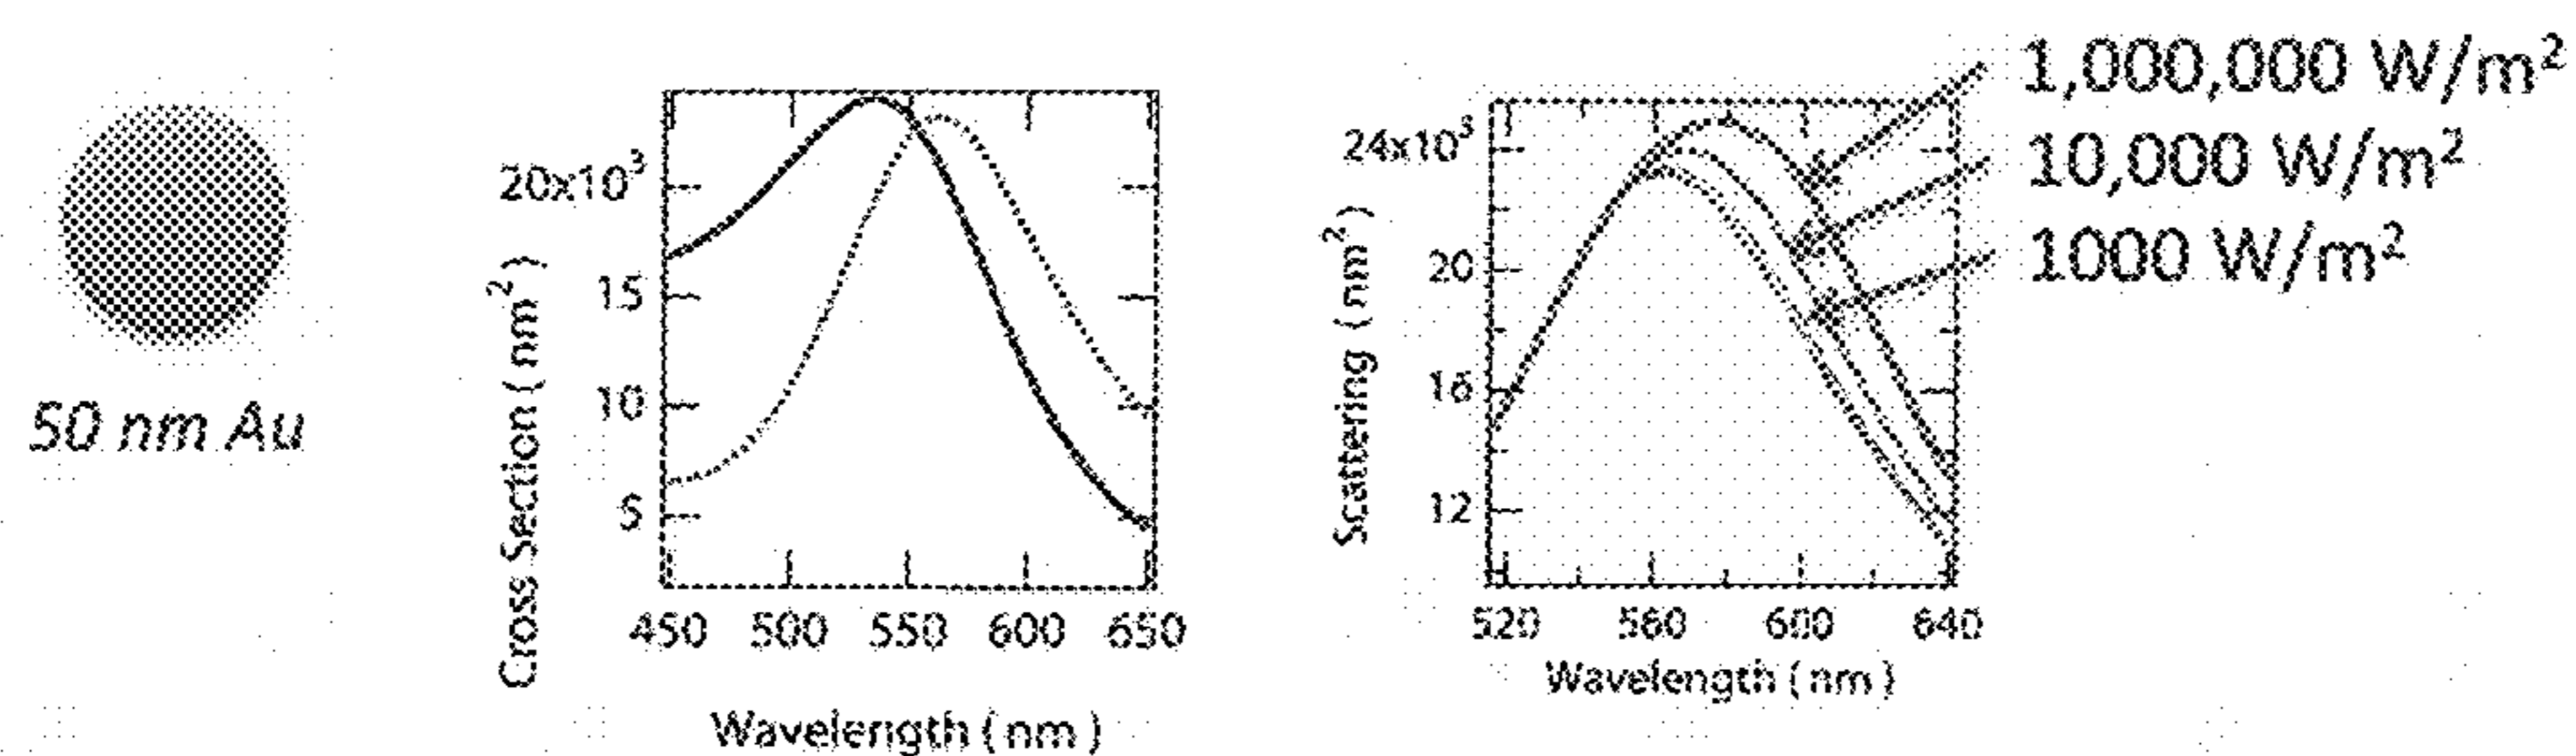 50 nm Au
Cross Section (nm²)
20x10³
15
10
5
450 500 550 600 650
Wavelength (nm)
Scattering (nm²)
24x10³
20
16
12
520 560 600 640
Wavelength (nm)
1,000,000 W/m²
10,000 W/m²
1000 W/m²